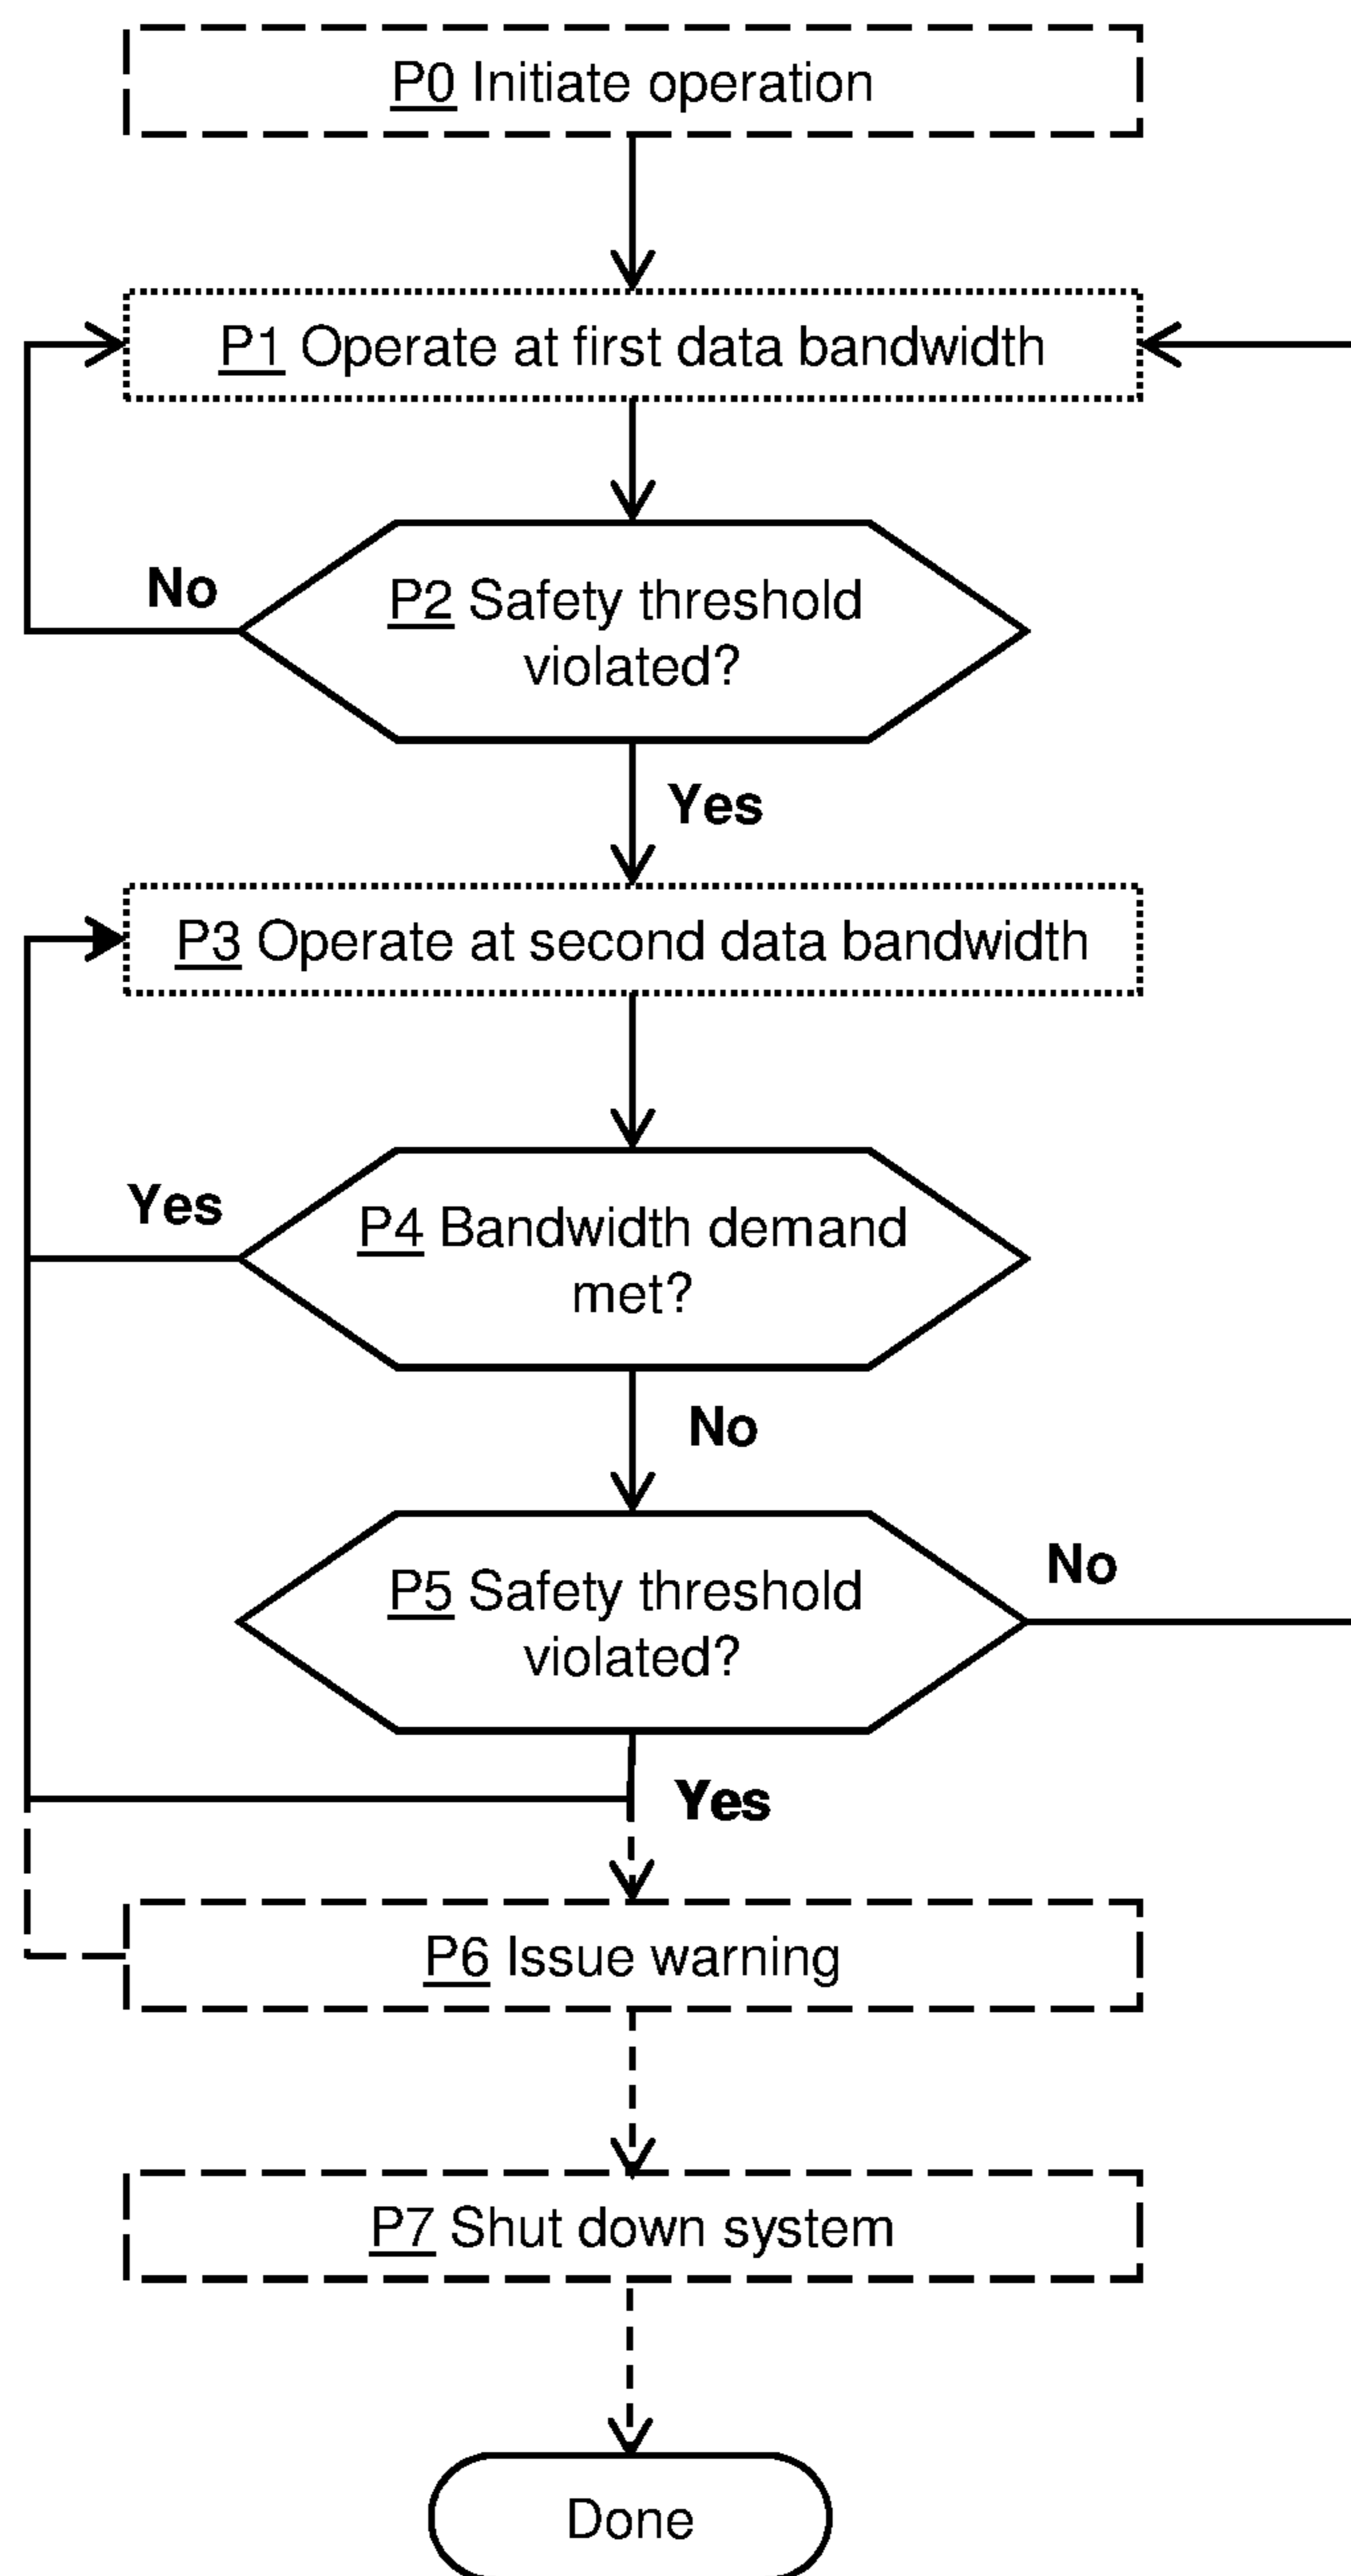 P0 Initiate operation
P1 Operate at first data bandwidth
No
P2 Safety threshold
violated?
Yes
P3 Operate at second data bandwidth
Yes
P4 Bandwidth demand
met?
No
No
P5 Safety threshold
violated?
Yes
P6 Issue warning
P7 Shut down system
Done